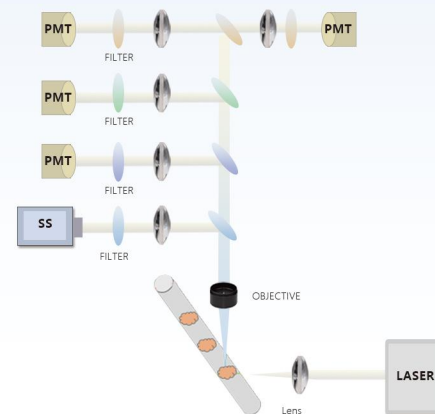 PMT
PMT
FILTER
PMT
FILTER
PMT
FILTER
SS
FILTER
OBJECTIVE
LASER
Lens